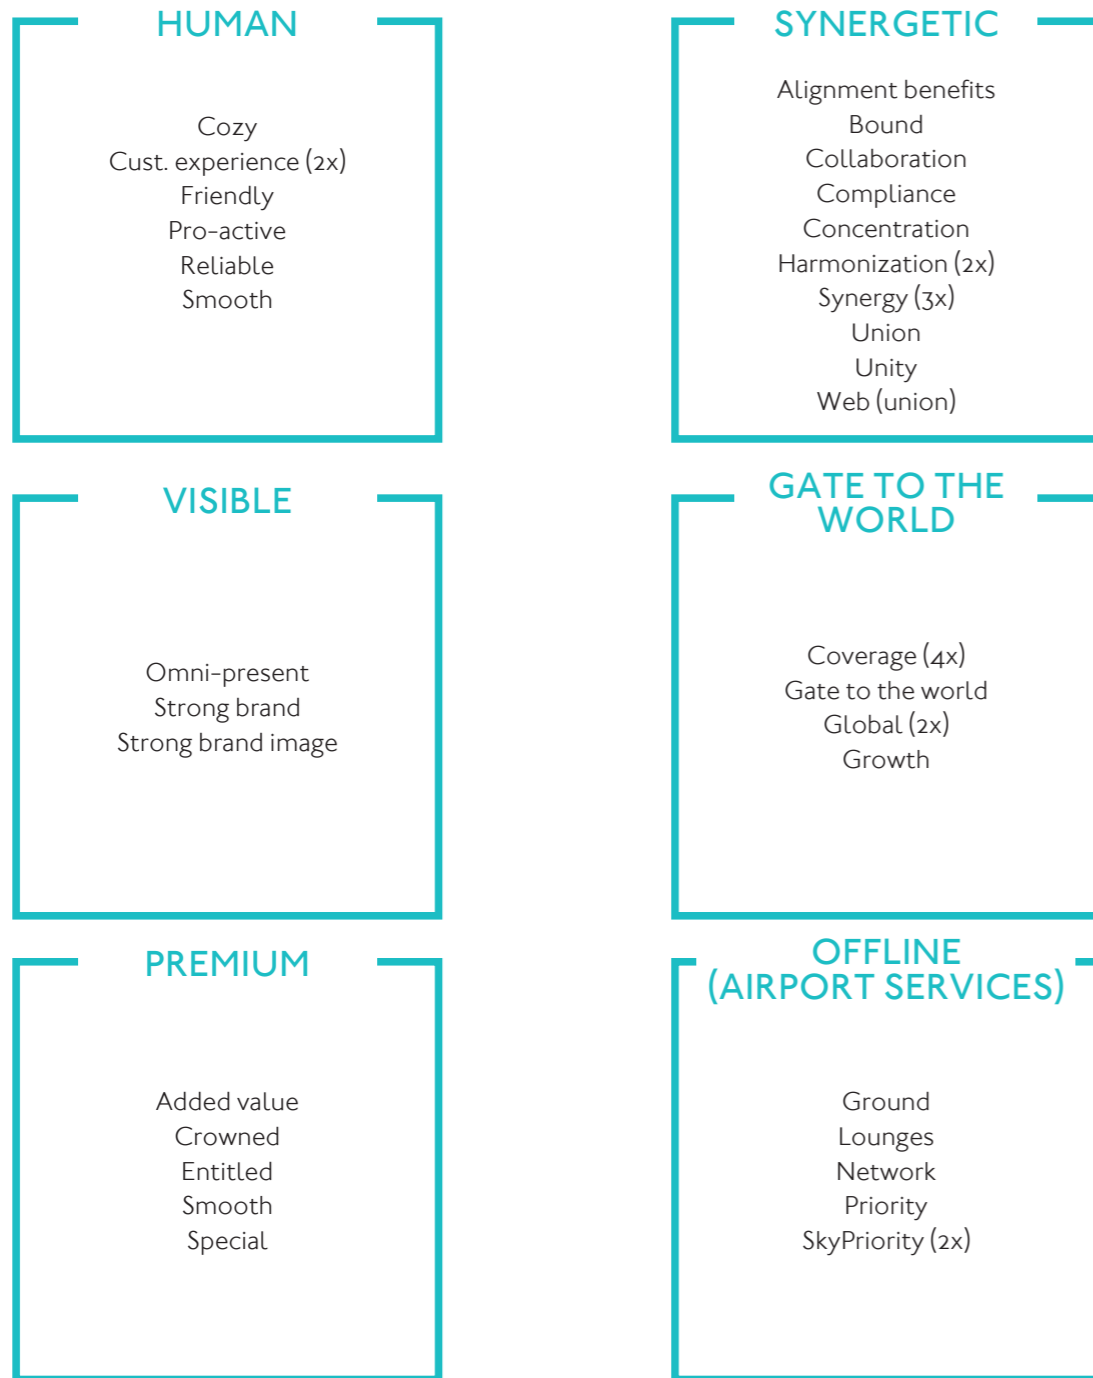 HUMAN
Cozy
Cust. experience (2x)
Friendly
Pro-active
Reliable
Smooth
SYNERGETIC
Alignment benefits
Bound
Collaboration
Compliance
Concentration
Harmonization (2x)
Synergy (3x)
Union
Unity
Web (union)
VISIBLE
Omni-present
Strong brand
Strong brand image
GATE TO THE
WORLD
Coverage (4x)
Gate to the world
Global (2x)
Growth
PREMIUM
Added value
Crowned
Entitled
Smooth
Special
OFFLINE
(AIRPORT SERVICES)
Ground
Lounges
Network
Priority
SkyPriority (2x)